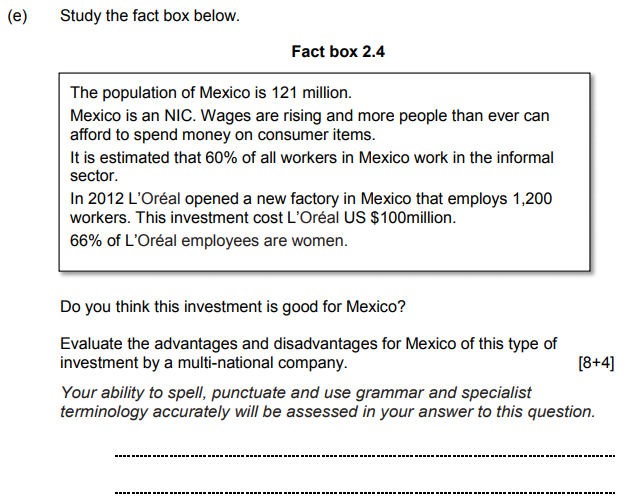 (e) Study the fact box below.
Fact box 2.4
The population of Mexico is 121 million.
Mexico is an NIC. Wages are rising and more people than ever can
afford to spend money on consumer items.
It is estimated that 60% of all workers in Mexico work in the informal
sector.
In 2012 L'Oréal opened a new factory in Mexico that employs 1,200
workers. This investment cost L'Oréal US $100million.
66% of L'Oréal employees are women.
Do you think this investment is good for Mexico?
Evaluate the advantages and disadvantages for Mexico of this type of
investment by a multi-national company. [8+4]
Your ability to spell, punctuate and use grammar and specialist
terminology accurately will be assessed in your answer to this question.